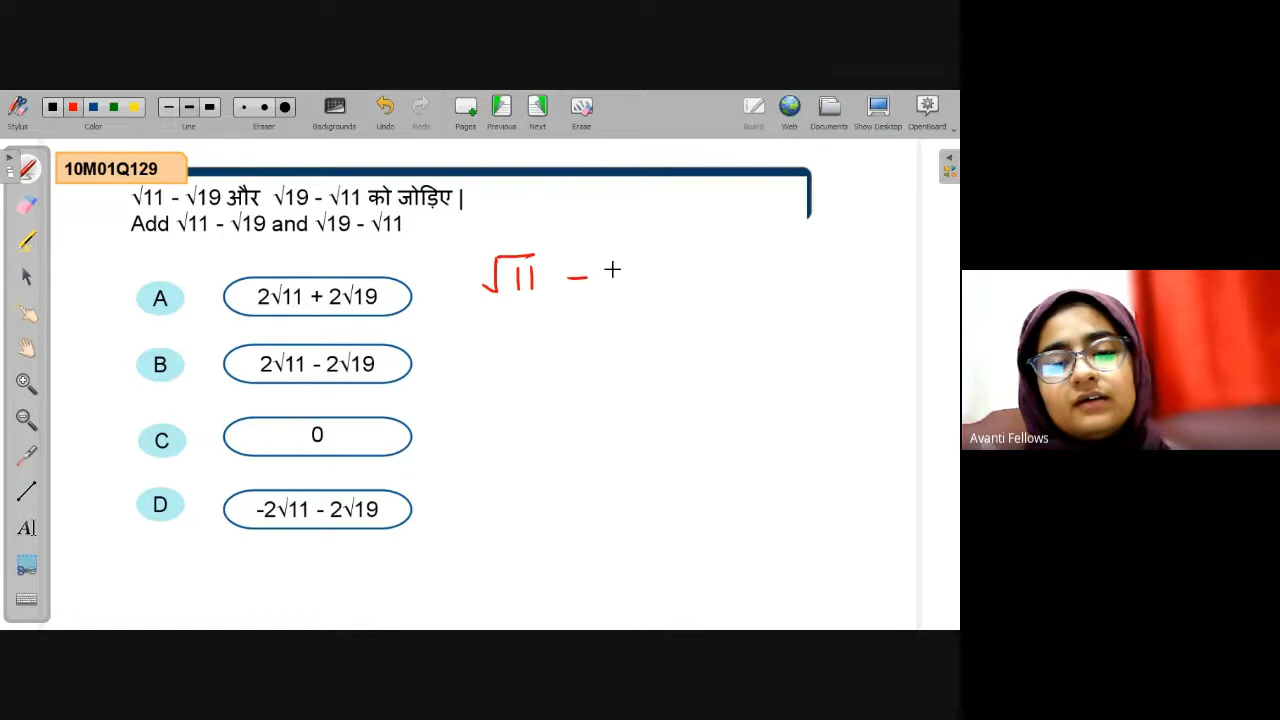 Stylus
Color
Line
Eraser
Backgrounds
Undo
Redo
Pages
Previous
Next
Erase
Board
Web
Documents
Show Desktop
OpenBoard
10M01Q129
√11 - √19 और √19 - √11 को जोड़िए |
Add √11 - √19 and √19 - √11
√11 –
A 2√11 + 2√19
B 2√11 - 2√19
C 0
D -2√11 - 2√19
Avanti Fellows